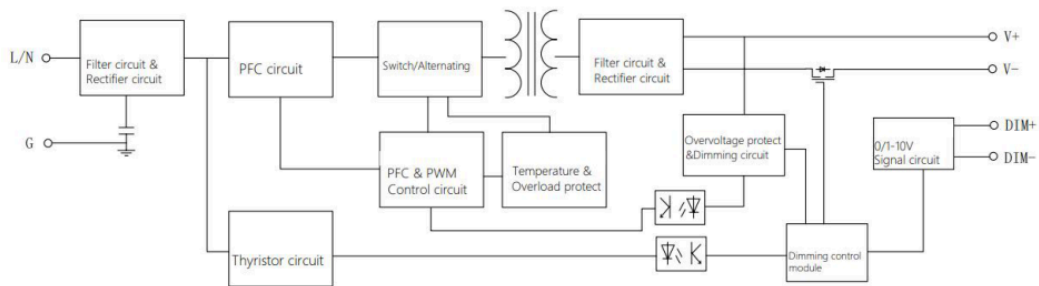 L/N
Filter circuit &
Rectifier circuit
PFC circuit
Switch/Alternating
Filter circuit &
Rectifier circuit
V+
V-
G
PFC & PWM
Control circuit
Temperature &
Overload protect
Overvoltage protect
&Dimming circuit
0/1-10V
Signal circuit
DIM+
DIM-
Thyristor circuit
Dimming control
module